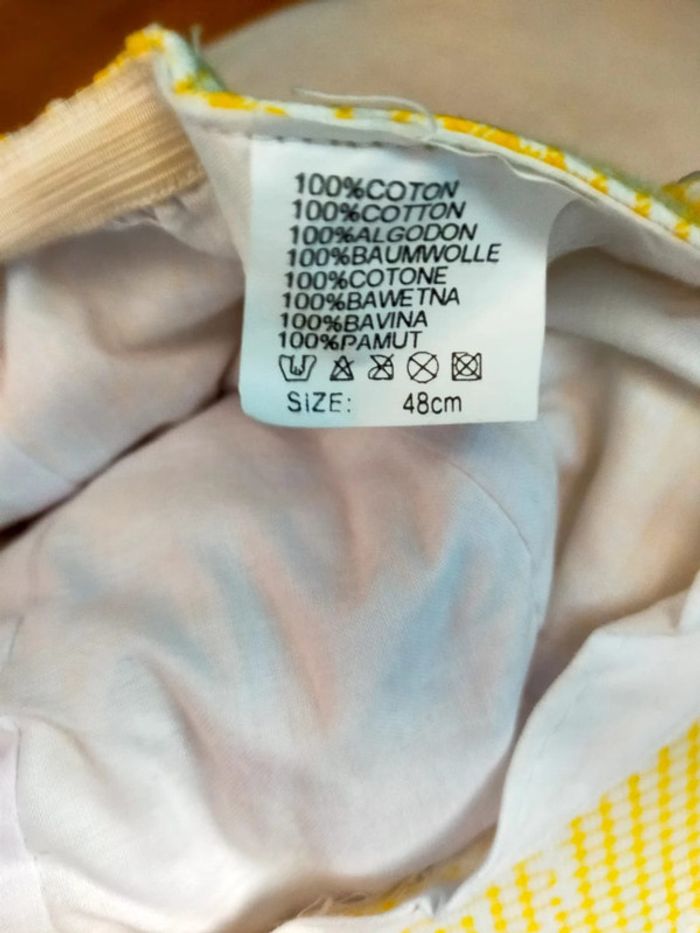 100%COTON
100%COTTON
100%ALGODON
100%BAUMWOLLE
100%COTONE
100%BAWETNA
100%BAVINA
100%PAMUT
SIZE: 48cm